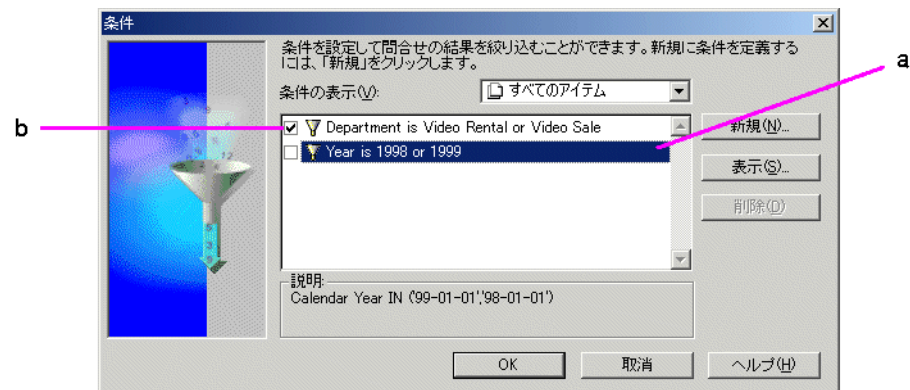 条件
条件を設定して問合せの結果を絞り込むことができます。新規に条件を定義する
には、「新規」をクリックします。
a
条件の表示(V):
すべてのアイテム
b
Department is Video Rental or Video Sale
新規(N)...
Year is 1998 or 1999
表示(S)...
削除(D)
説明:
Calendar Year IN ('99-01-01','98-01-01')
OK
取消
ヘルプ(H)